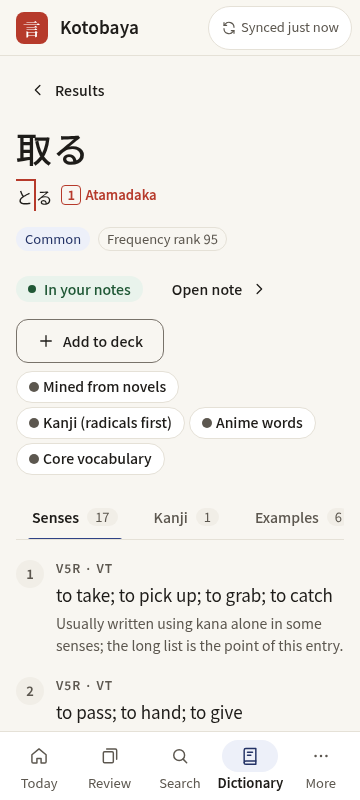 言 Kotobaya
Synced just now
Results
取る
とる 1 Atamadaka
Common Frequency rank 95
In your notes Open note
Add to deck
Mined from novels
Kanji (radicals first) Anime words
Core vocabulary
Senses 17 Kanji 1 Examples 6
1 V5R · VT
to take; to pick up; to grab; to catch
Usually written using kana alone in some
senses; the long list is the point of this entry.
2 V5R · VT
to pass; to hand; to give
Today Review Search Dictionary More